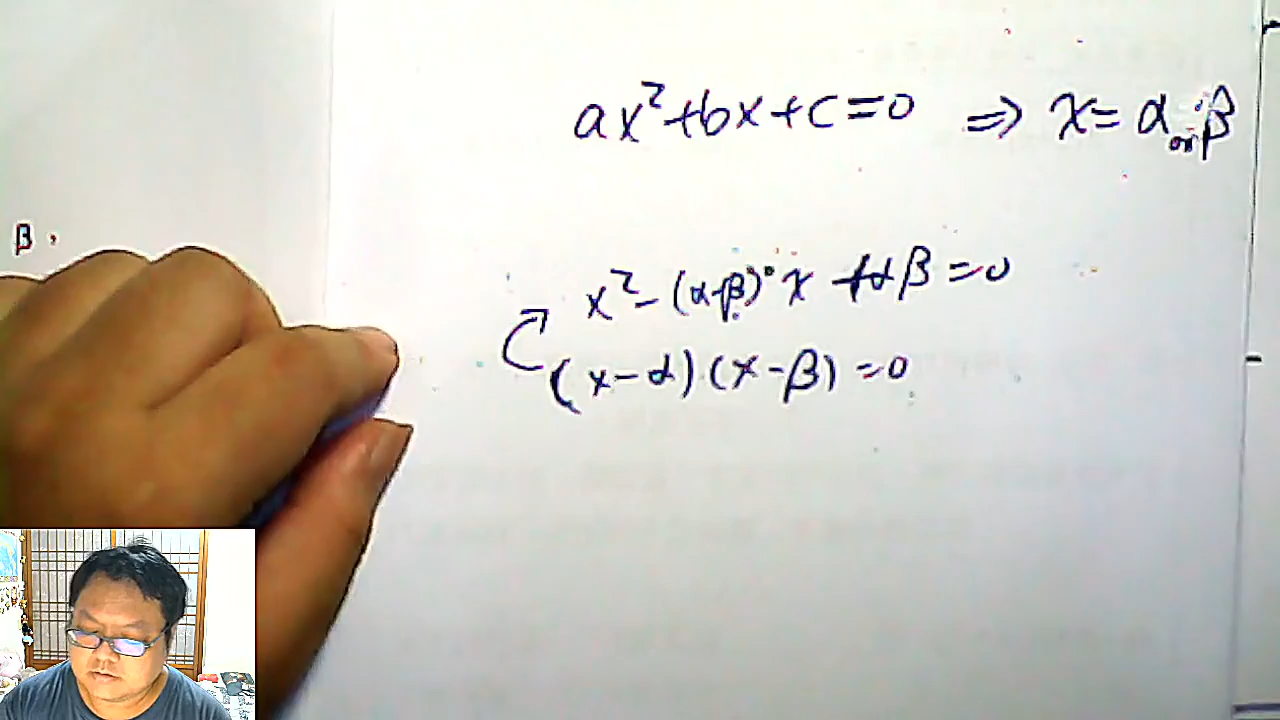 ax²+bx+c=0 ⇒ x= α or β
β.
x²-(α-β)·x+αβ=0
(x-α)(x-β)=0